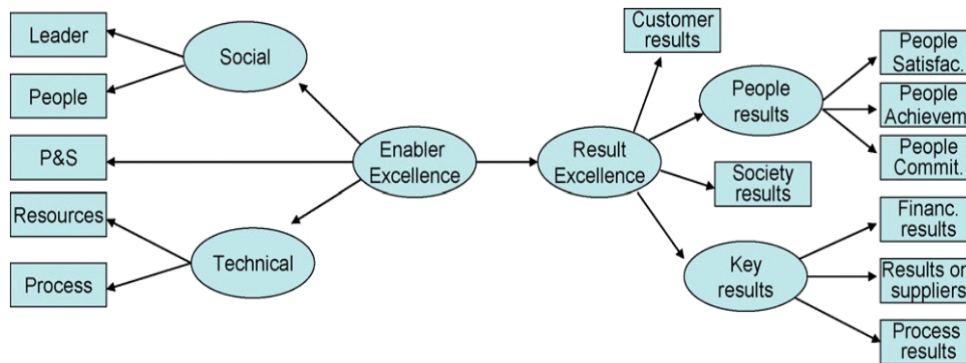 Leader
Social
People
P&S
Resources
Technical
Process
Enabler
Excellence
Result
Excellence
Customer
results
People
results
Society
results
Key
results
People
Satisfac.
People
Achievem
People
Commit.
Financ.
results
Results on
suppliers
Process
results